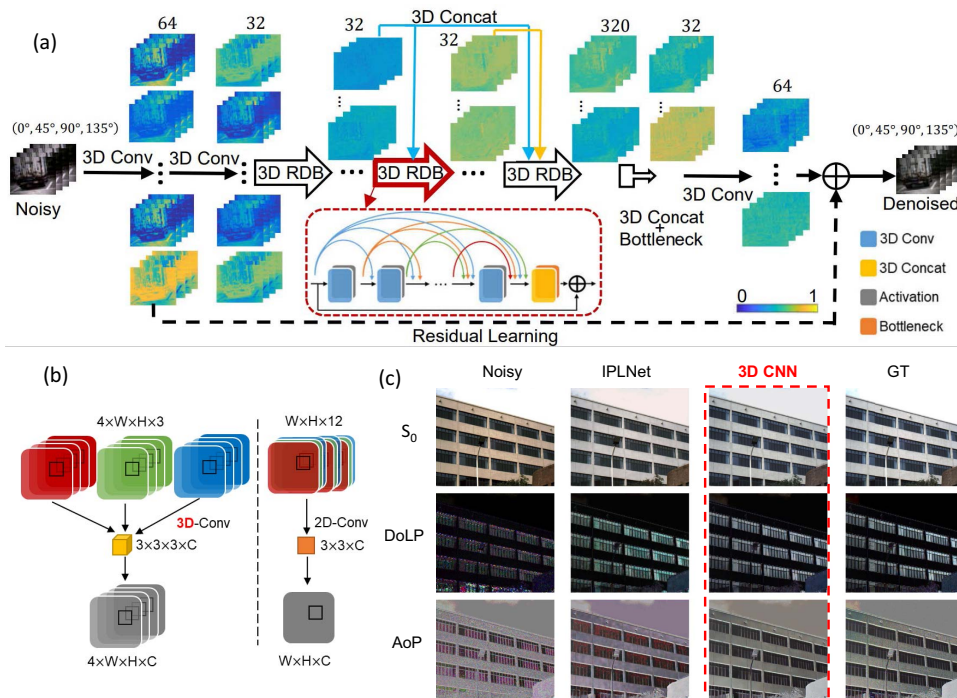 (a)
3D Concat
64
32
32
32
320
32
64
(0°, 45°, 90°, 135°)
(0°, 45°, 90°, 135°)
3D Conv
3D Conv
3D RDB
3D RDB
3D RDB
3D Conv
Noisy
Denoised
3D Concat
+
Bottleneck
3D Conv
3D Concat
Activation
Bottleneck
0
1
Residual Learning
(b)
4×W×H×3
W×H×12
3D-Conv
3×3×3×C
2D-Conv
3×3×C
4×W×H×C
W×H×C
(c)
Noisy
IPLNet
3D CNN
GT
S0
DoLP
AoP